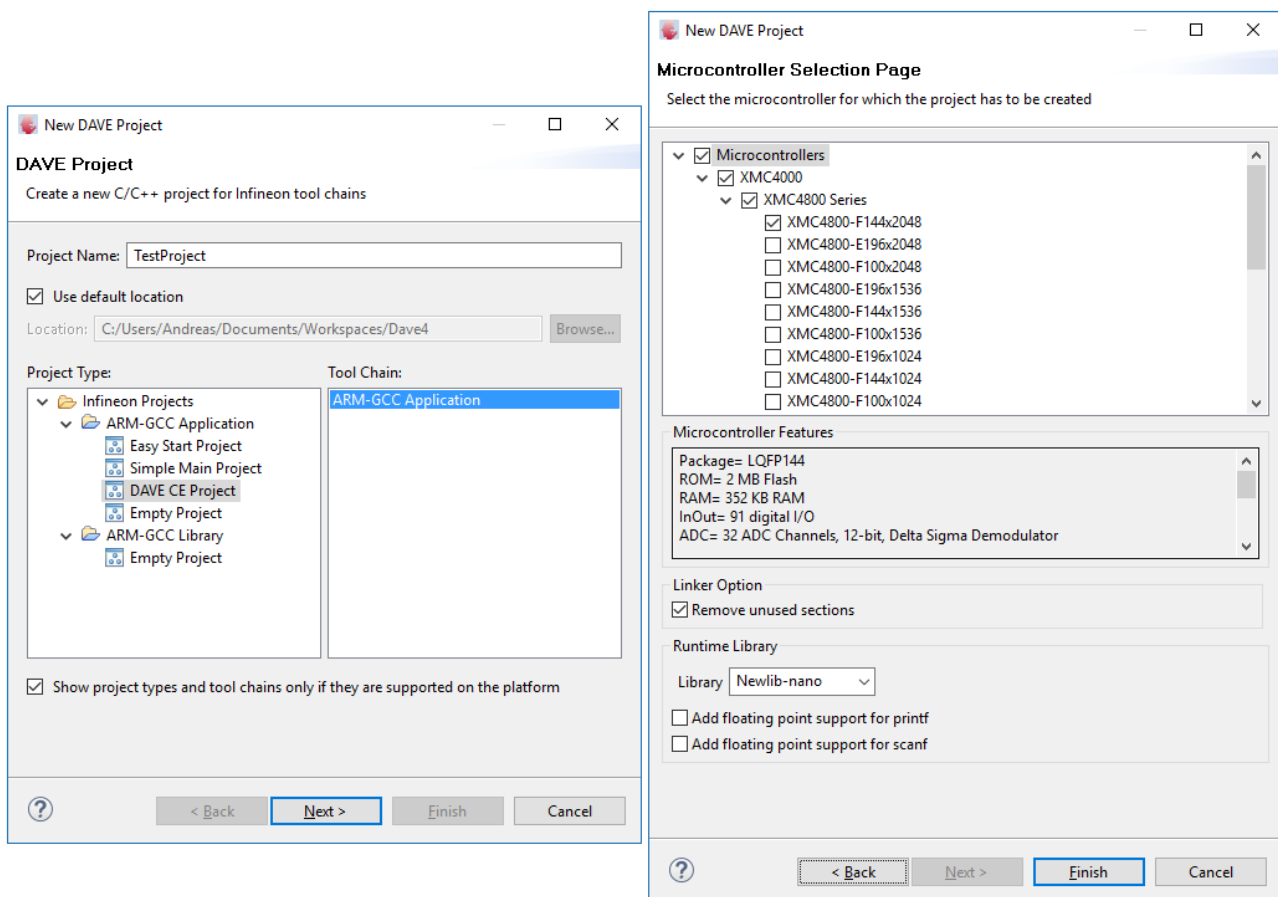 New DAVE Project
DAVE Project
Create a new C/C++ project for Infineon tool chains
Project Name: TestProject
Use default location
Location: C:/Users/Andreas/Documents/Workspaces/Dave4 Browse...
Project Type: Tool Chain:
Infineon Projects ARM-GCC Application
ARM-GCC Application
Easy Start Project
Simple Main Project
DAVE CE Project
Empty Project
ARM-GCC Library
Empty Project
Show project types and tool chains only if they are supported on the platform
? < Back Next > Finish Cancel
New DAVE Project
Microcontroller Selection Page
Select the microcontroller for which the project has to be created
Microcontrollers
XMC4000
XMC4800 Series
XMC4800-F144x2048
XMC4800-E196x2048
XMC4800-F100x2048
XMC4800-E196x1536
XMC4800-F144x1536
XMC4800-F100x1536
XMC4800-E196x1024
XMC4800-F144x1024
XMC4800-F100x1024
Microcontroller Features
Package= LQFP144
ROM= 2 MB Flash
RAM= 352 KB RAM
InOut= 91 digital I/O
ADC= 32 ADC Channels, 12-bit, Delta Sigma Demodulator
Linker Option
Remove unused sections
Runtime Library
Library Newlib-nano
Add floating point support for printf
Add floating point support for scanf
? < Back Next > Finish Cancel